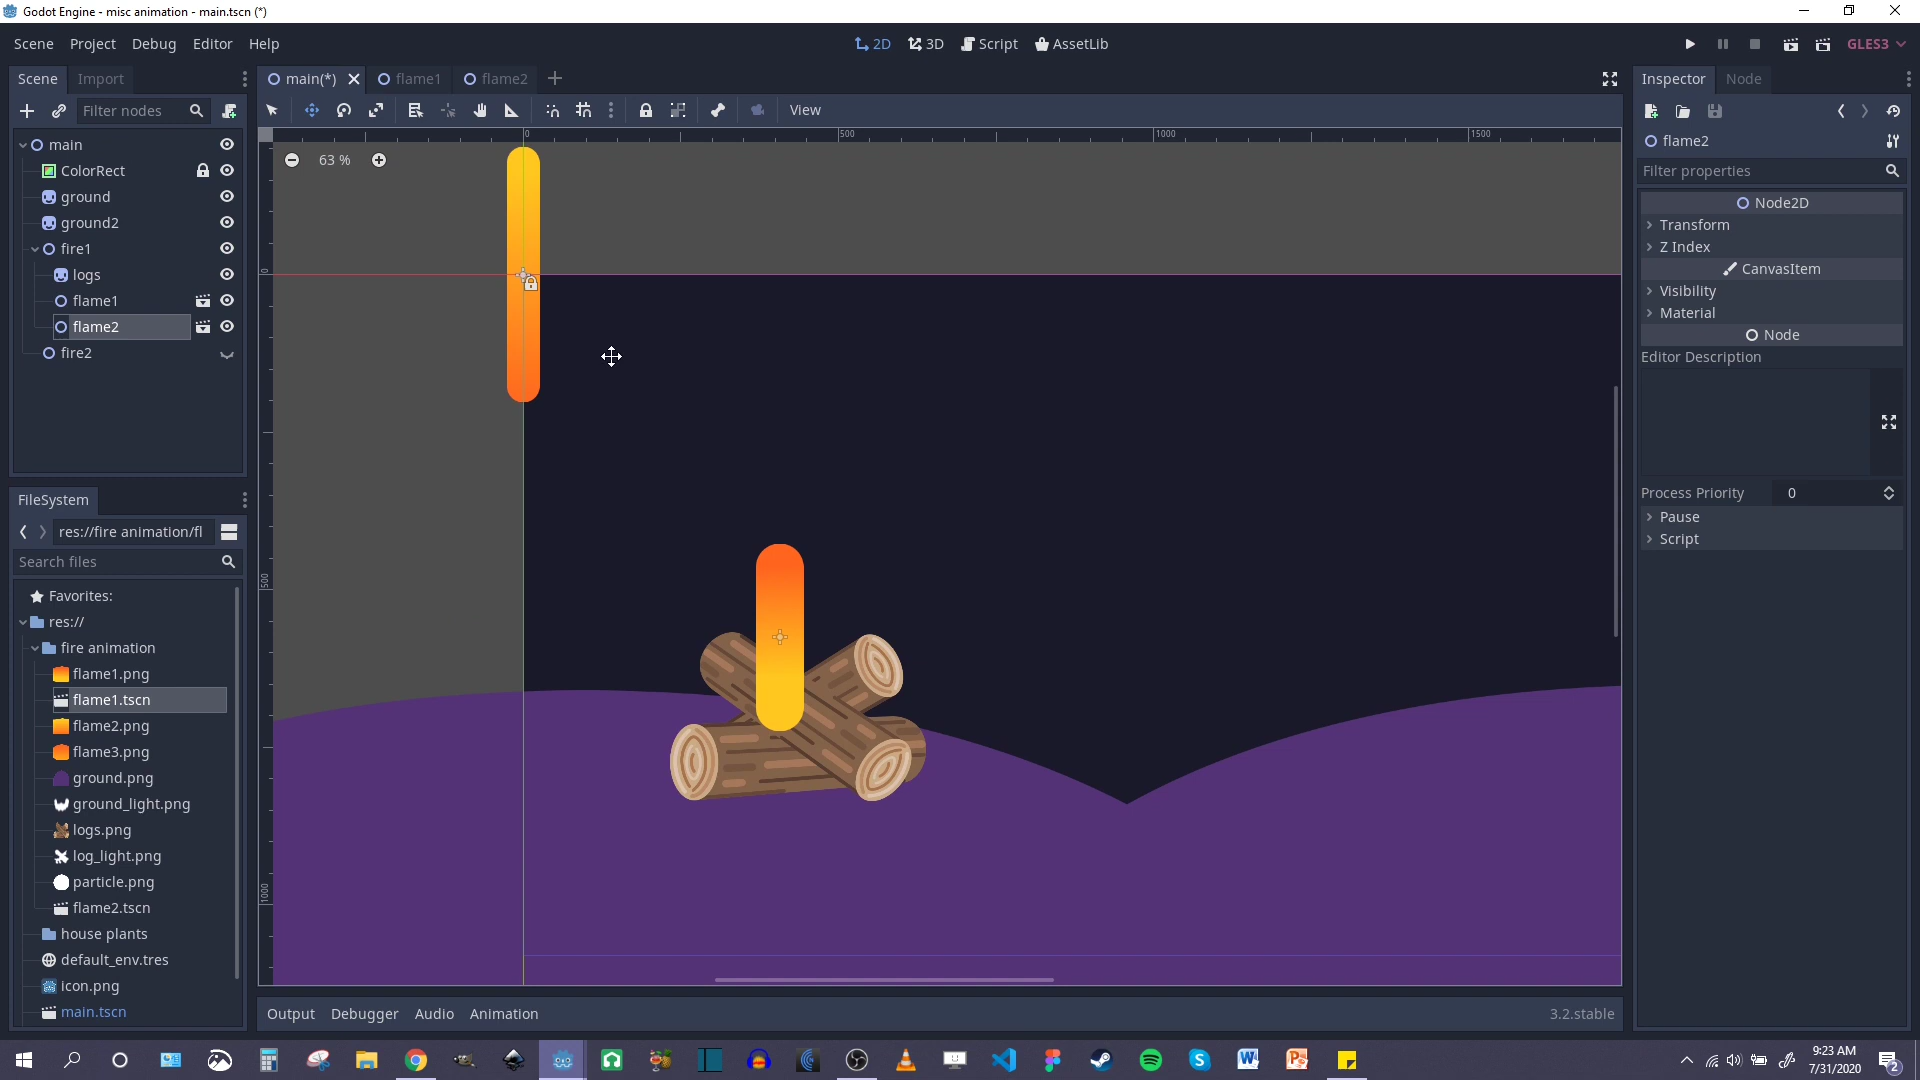 Godot Engine - misc animation - main.tscn (*)
Scene Project Debug Editor Help
2D 3D Script AssetLib
GLES3
Scene Import
Filter nodes
main
ColorRect
ground
ground2
fire1
logs
flame1
flame2
fire2
FileSystem
res://fire animation/fl
Search files
Favorites:
res://
fire animation
flame1.png
flame1.tscn
flame2.png
flame3.png
ground.png
ground_light.png
logs.png
log_light.png
particle.png
flame2.tscn
house plants
default_env.tres
icon.png
main.tscn
main(*) flame1 flame2
View
0 500 1000 1500
63 %
0
500
1000
Output Debugger Audio Animation 3.2.stable
Inspector Node
flame2
Filter properties
Node2D
Transform
Z Index
CanvasItem
Visibility
Material
Node
Editor Description
Process Priority 0
Pause
Script
9:23 AM
7/31/2020
2